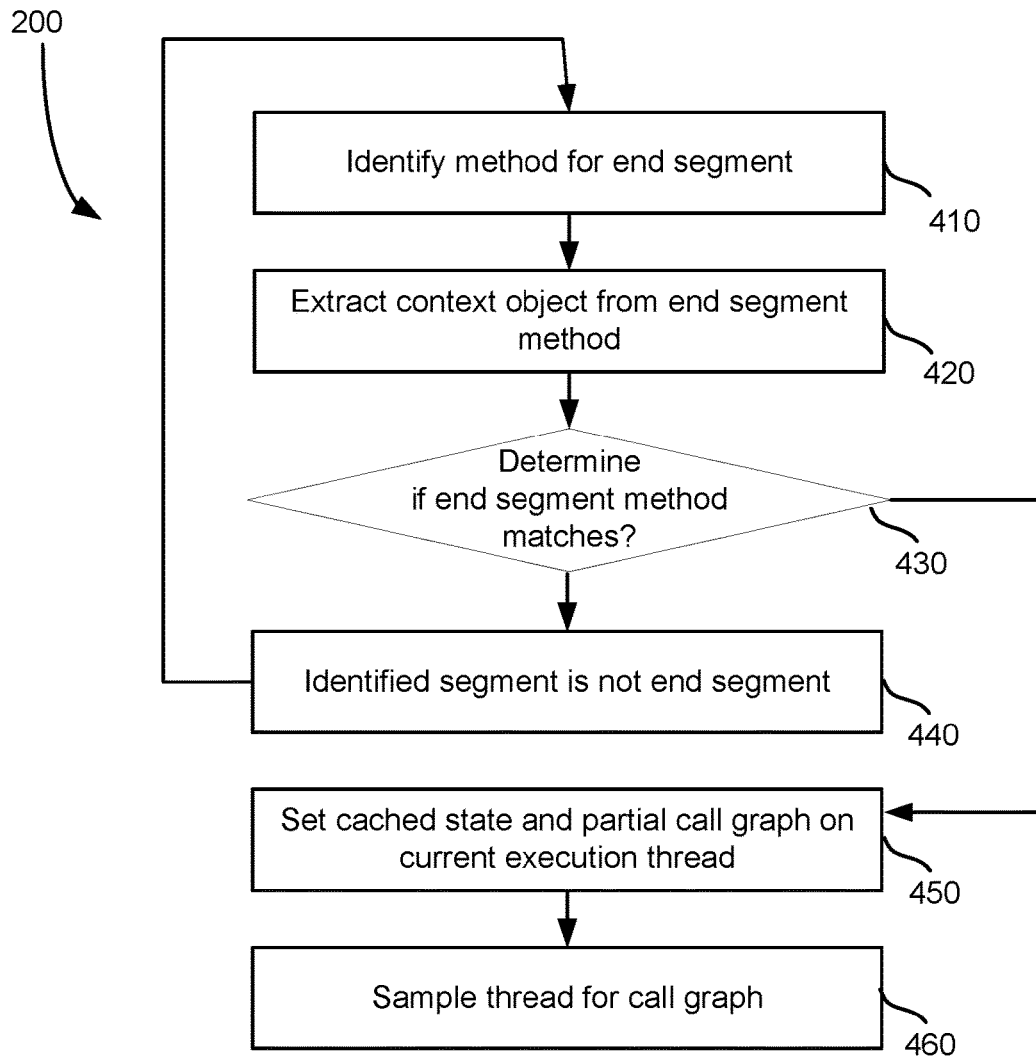 200
Identify method for end segment
410
Extract context object from end segment
method
420
Determine
if end segment method
matches?
430
Identified segment is not end segment
440
Set cached state and partial call graph on
current execution thread
450
Sample thread for call graph
460